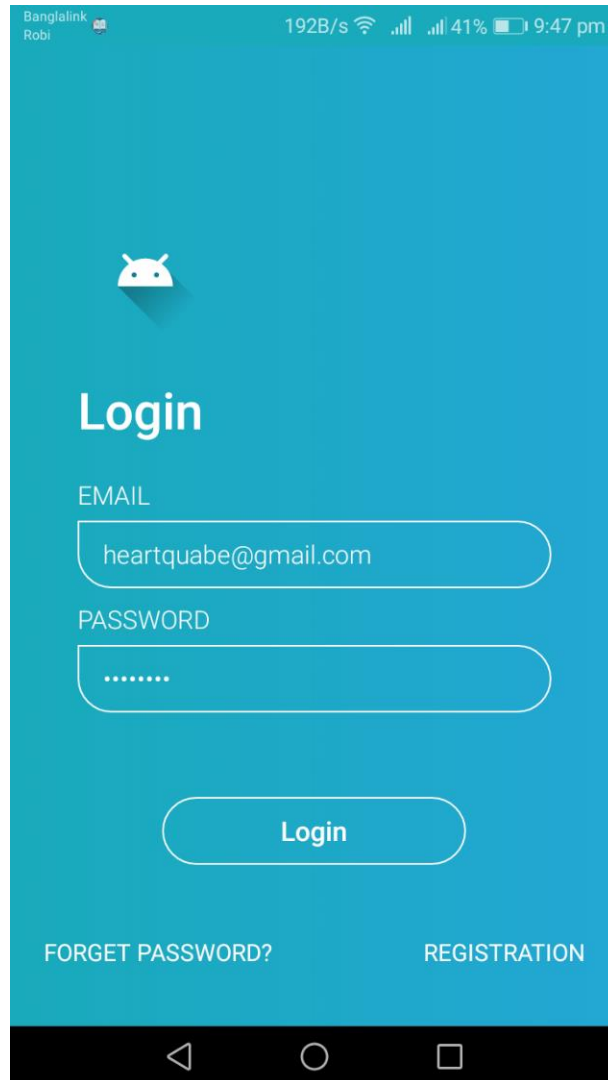 Banglalink
Robi
192B/s 41% 9:47 pm
Login
EMAIL
heartquabe@gmail.com
PASSWORD
••••••••
Login
FORGET PASSWORD? REGISTRATION